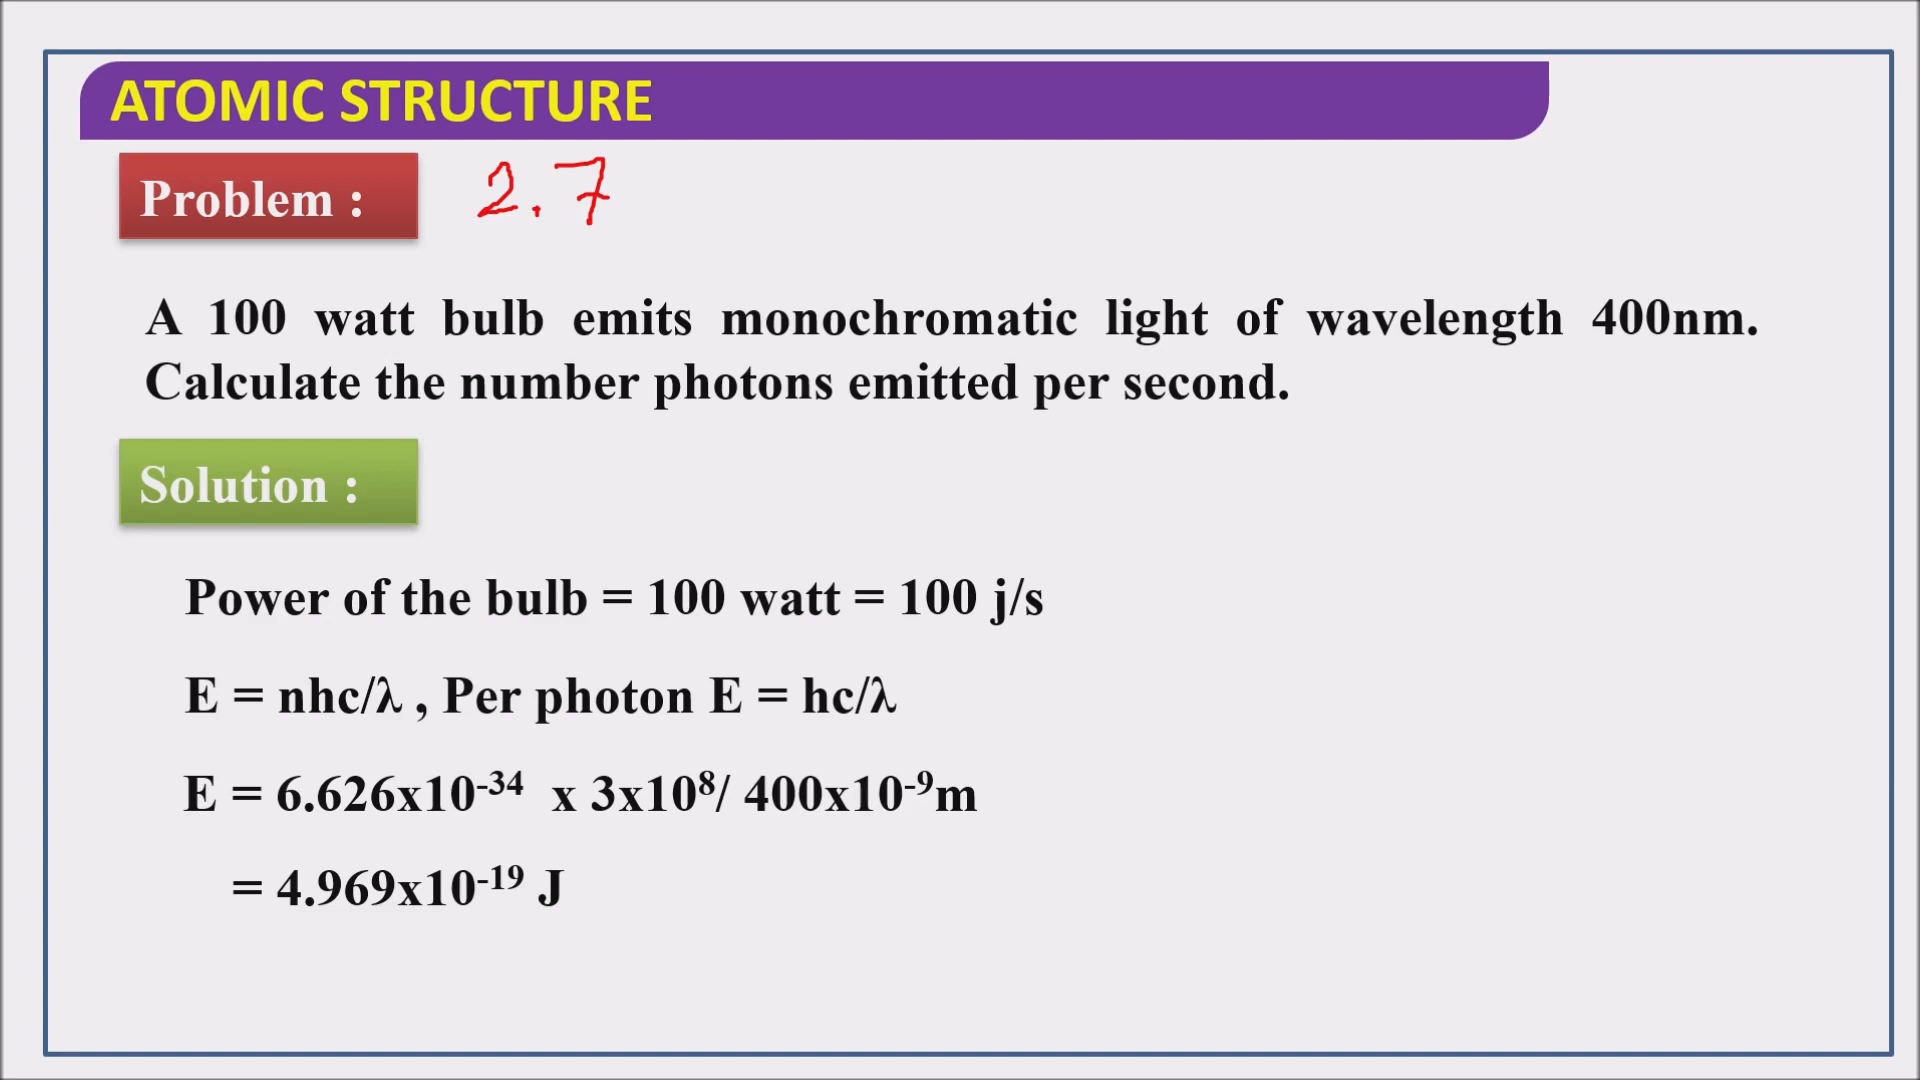 ATOMIC STRUCTURE
Problem : 2.7
A 100 watt bulb emits monochromatic light of wavelength 400nm.
Calculate the number photons emitted per second.
Solution :
Power of the bulb = 100 watt = 100 j/s
E = nhc/λ , Per photon E = hc/λ
E = 6.626x10⁻³⁴ x 3x10⁸/ 400x10⁻⁹m
= 4.969x10⁻¹⁹ J